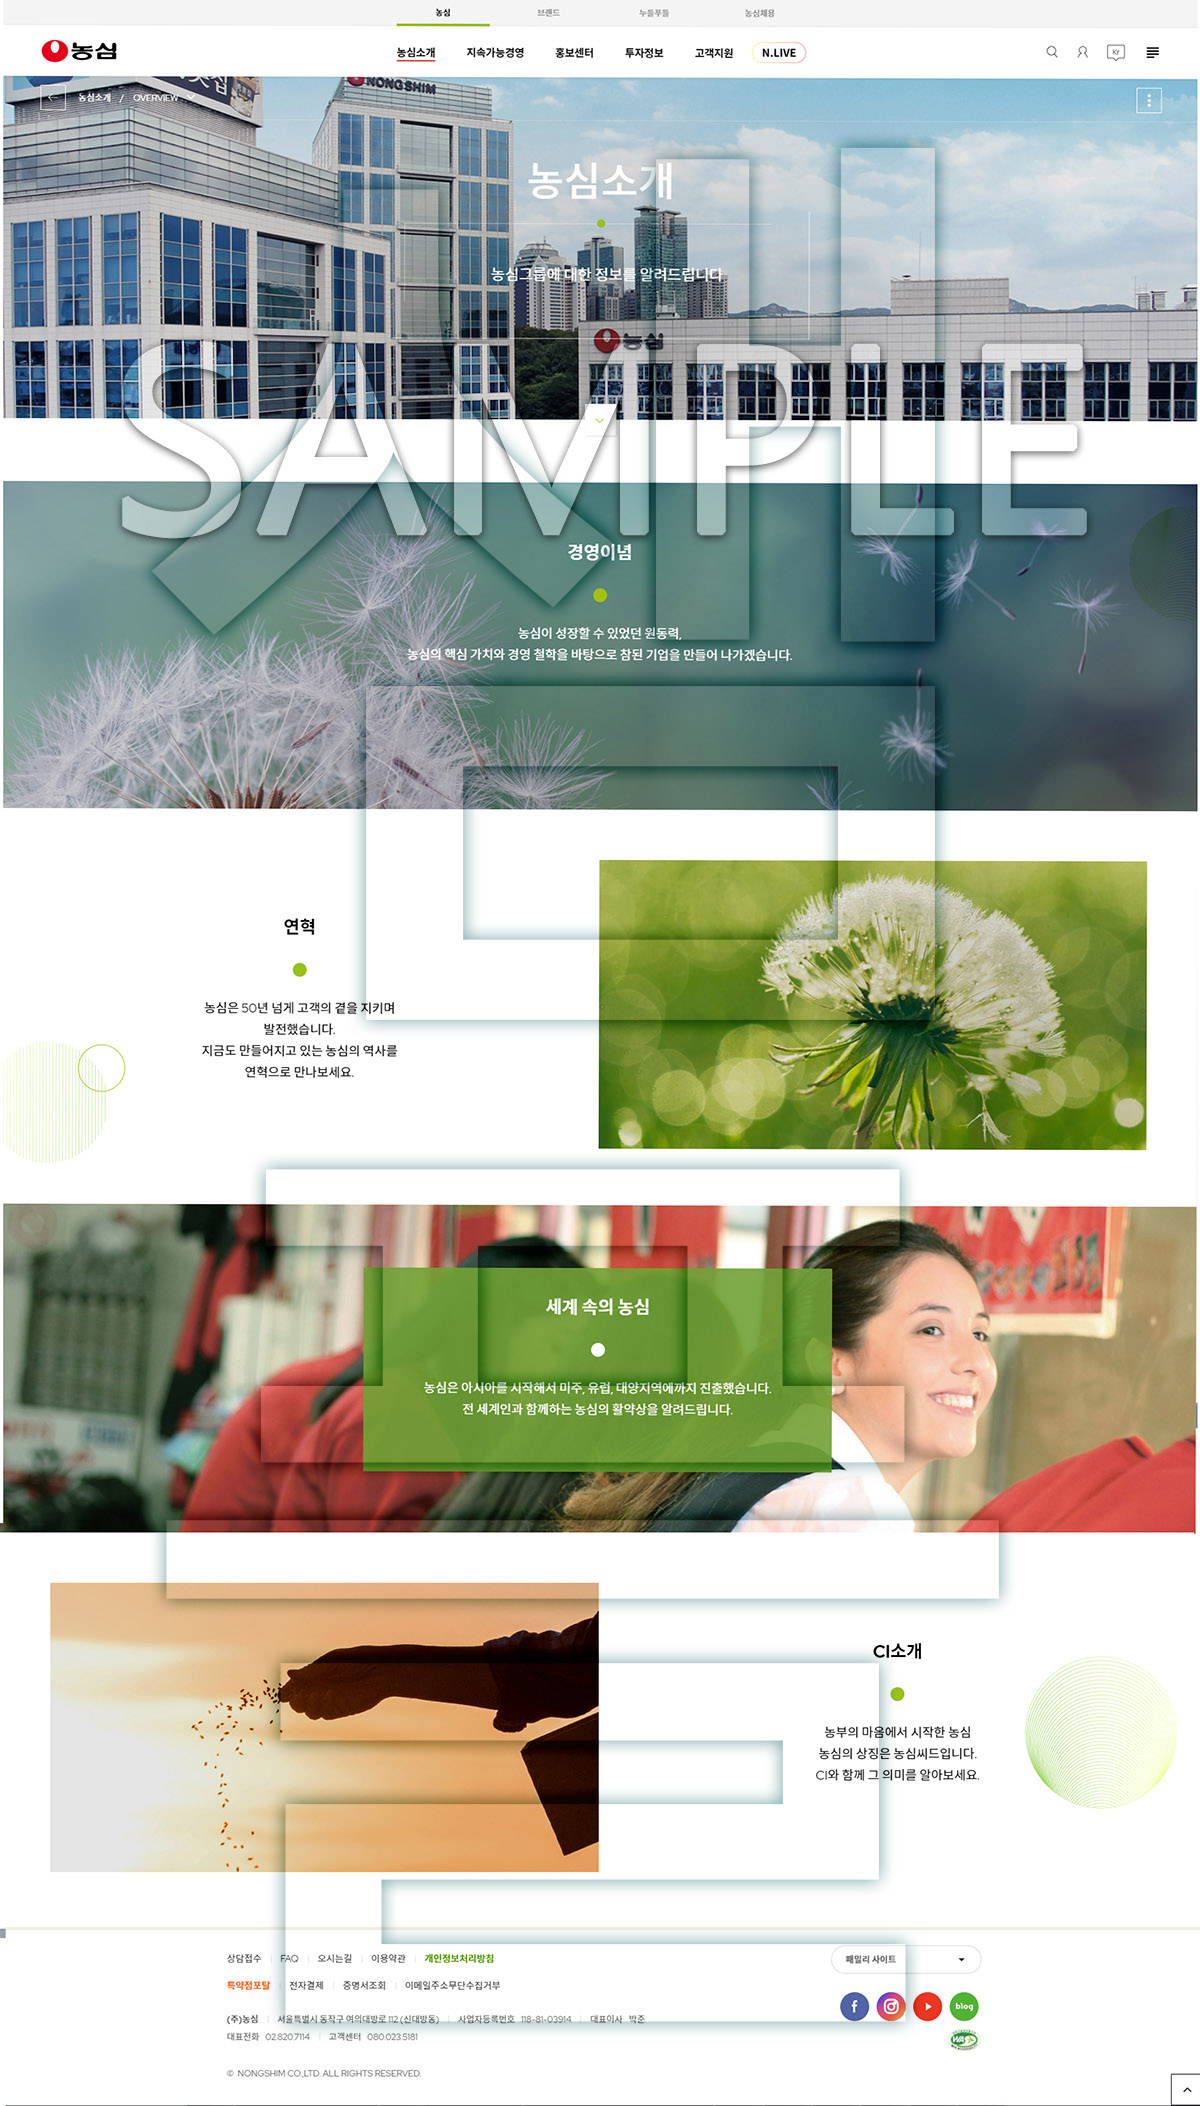 농심
브랜드
누들푸들
농심채용
농심
농심소개
지속가능경영
홍보센터
투자정보
고객지원
N.LIVE
Kr
NONGSHIM
농심소개 / OVERVIEW
농심소개
농심그룹에 대한 정보를 알려드립니다.
농심
SAMPLE
샘플
경영이념
농심이 성장할 수 있었던 원동력,
농심의 핵심 가치와 경영 철학을 바탕으로 참된 기업을 만들어 나가겠습니다.
연혁
농심은 50년 넘게 고객의 곁을 지키며
발전했습니다.
지금도 만들어지고 있는 농심의 역사를
연혁으로 만나보세요.
세계 속의 농심
농심은 아시아를 시작해서 미주, 유럽, 대양지역에까지 진출했습니다.
전 세계인과 함께하는 농심의 활약상을 알려드립니다.
CI소개
농부의 마음에서 시작한 농심
농심의 상징은 농심씨드입니다.
CI와 함께 그 의미를 알아보세요.
상담접수 FAQ 오시는길 이용약관 개인정보처리방침
특약점포탈 전자결제 증명서조회 이메일주소무단수집거부
패밀리 사이트
blog
WA
(주)농심 서울특별시 동작구 여의대방로 112 (신대방동) 사업자등록번호 118-81-03914 대표이사 박준
대표전화 02.820.7114 고객센터 080.023.5181
© NONGSHIM CO.,LTD. ALL RIGHTS RESERVED.